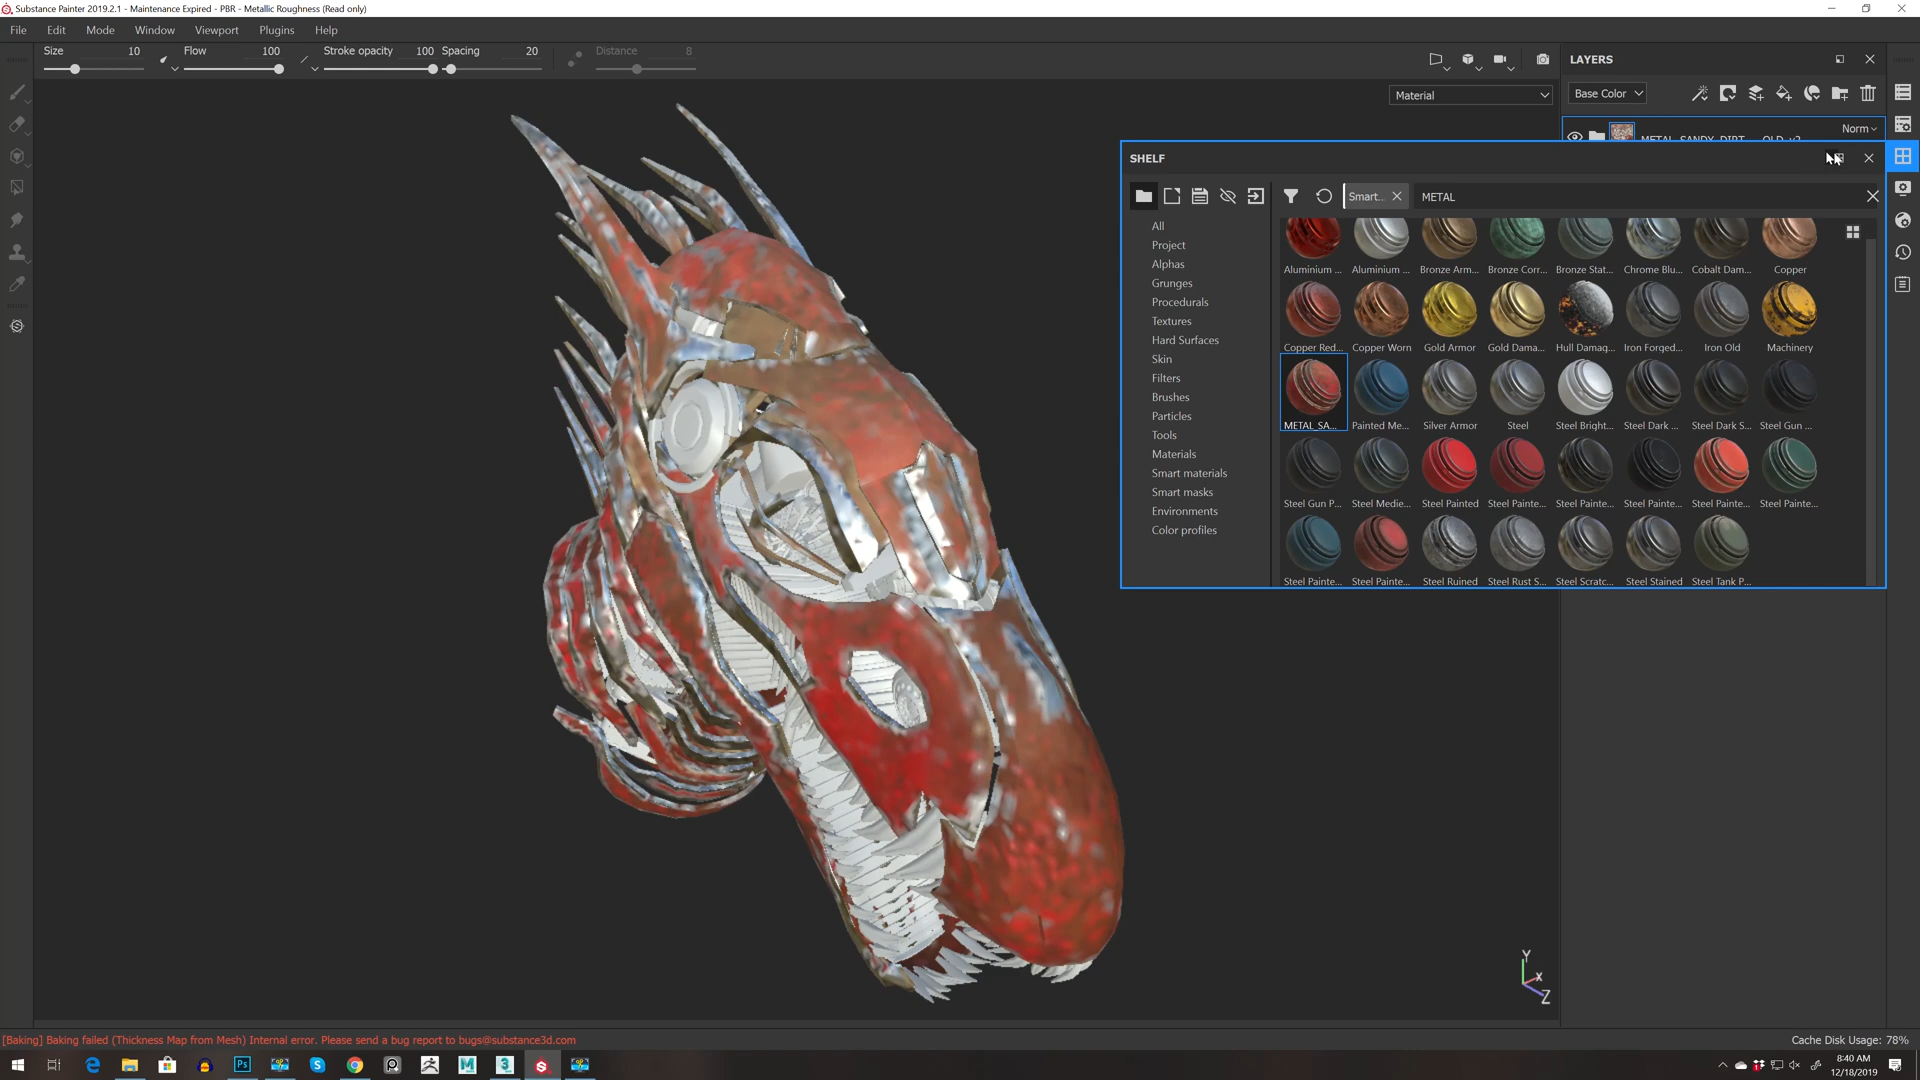 Substance Painter 2019.2.1 - Maintenance Expired - PBR - Metallic Roughness (Read only)
File Edit Mode Window Viewport Plugins Help
Size 10 Flow 100 Stroke opacity 100 Spacing 20 Distance 8
LAYERS
Material
Base Color
Norm
METAL_SANDY_DIRT
SHELF
Smart... METAL
All
Project
Alphas
Grunges
Procedurals
Textures
Hard Surfaces
Skin
Filters
Brushes
Particles
Tools
Materials
Smart materials
Smart masks
Environments
Color profiles
Aluminium ... Aluminium ... Bronze Arm... Bronze Corr... Bronze Stat... Chrome Blu... Cobalt Dam... Copper
Copper Red... Copper Worn Gold Armor Gold Dama... Hull Damag... Iron Forged... Iron Old Machinery
METAL_SA... Painted Me... Silver Armor Steel Steel Bright... Steel Dark ... Steel Dark S... Steel Gun ...
Steel Gun P... Steel Medie... Steel Painted Steel Painte... Steel Painte... Steel Painte... Steel Painte... Steel Painte...
Steel Painte... Steel Painte... Steel Ruined Steel Rust S... Steel Scratc... Steel Stained Steel Tank P...
Y
X
Z
[Baking] Baking failed (Thickness Map from Mesh) Internal error. Please send a bug report to bugs@substance3d.com
Cache Disk Usage: 78%
8:40 AM
12/18/2019